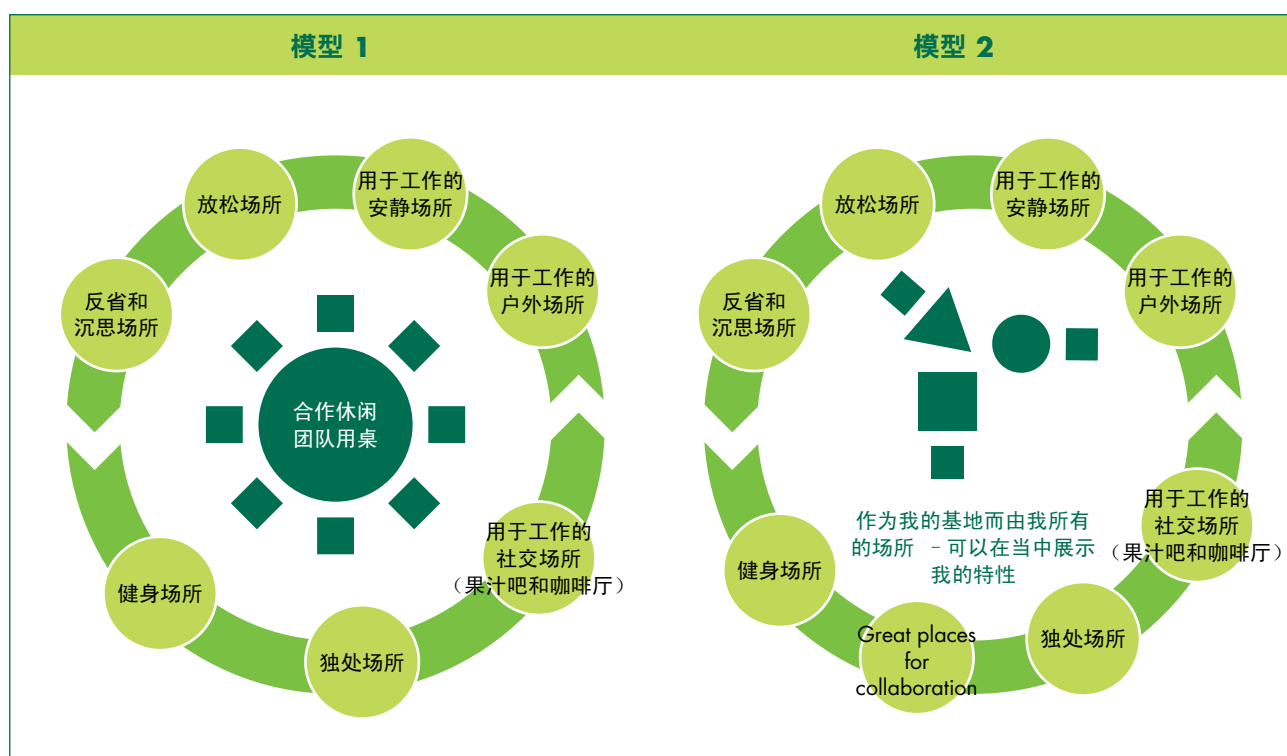 模型 1
放松场所
用于工作的
安静场所
反省和
沉思场所
用于工作的
户外场所
合作休闲
团队用桌
健身场所
用于工作的
社交场所
（果汁吧和咖啡厅）
独处场所
模型 2
放松场所
用于工作的
安静场所
反省和
沉思场所
用于工作的
户外场所
作为我的基地而由我所有
的场所 – 可以在当中展示
我的特性
健身场所
用于工作的
社交场所
（果汁吧和咖啡厅）
Great places
for
collaboration
独处场所